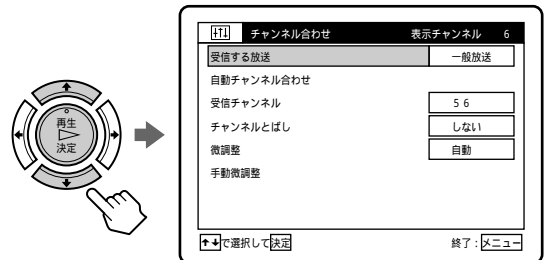 チャンネル合わせ 表示チャンネル 6
受信する放送 一般放送
自動チャンネル合わせ
受信チャンネル 56
チャンネルとばし しない
微調整 自動
手動微調整
再生
決定
↑↓で選択して決定 終了:メニュー